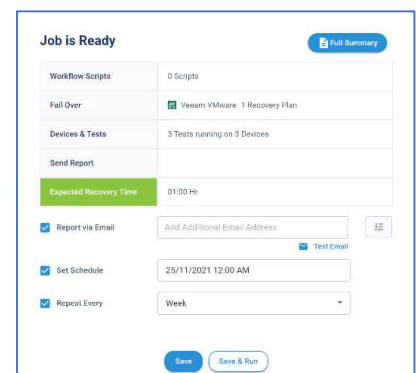 Job is Ready
Full Summary
Workflow Scripts 0 Scripts
Fail Over Veeam VMware 1 Recovery Plan
Devices & Tests 3 Tests running on 3 Devices
Send Report
Expected Recovery Time 01:00 Hr
Report via Email Add Additional Email Address
Test Email
Set Schedule 25/11/2021 12:00 AM
Repeat Every Week
Save Save & Run